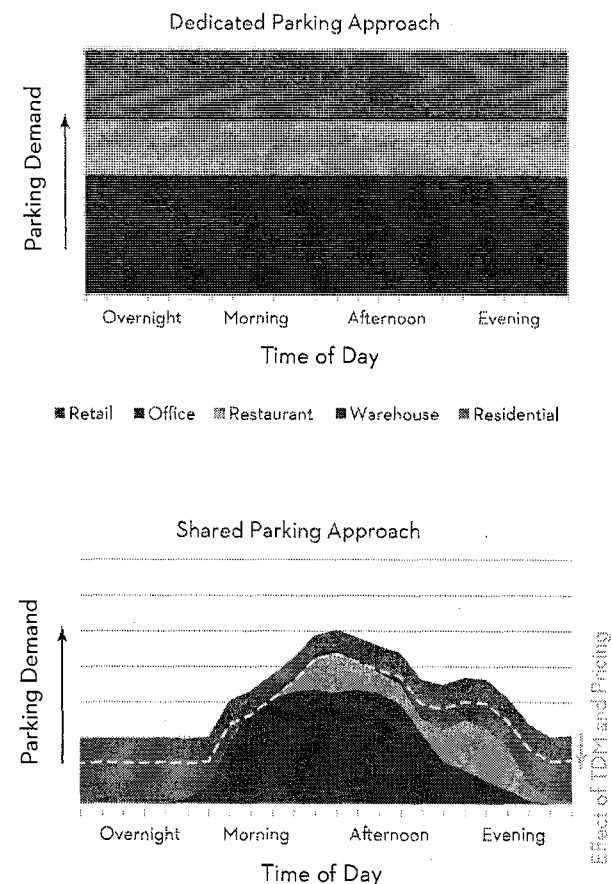 Dedicated Parking Approach
Parking Demand
Overnight Morning Afternoon Evening
Time of Day
Retail Office Restaurant Warehouse Residential
Shared Parking Approach
Parking Demand
Effect of TDM and Pricing
Overnight Morning Afternoon Evening
Time of Day